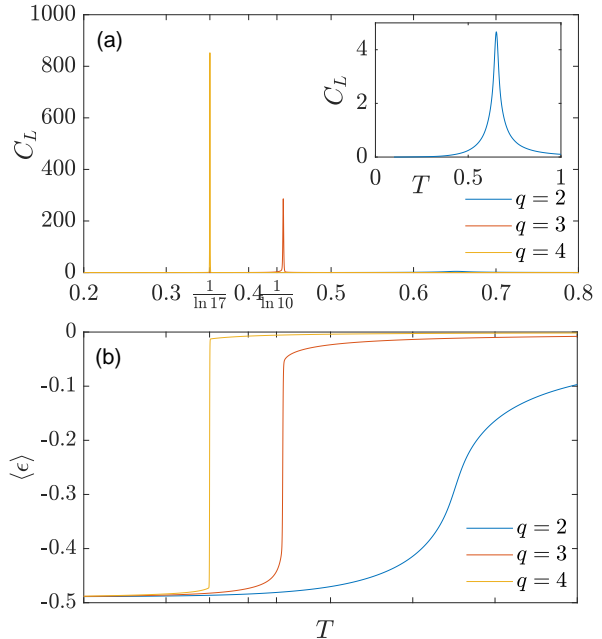 (a)
1000
800
600
400
200
0
C_L
4
2
0
C_L
0 0.5 1
T
q = 2
q = 3
q = 4
0.2 1/ln 17 0.4 1/ln 10 0.5 0.6 0.7 0.8
(b)
0
-0.1
-0.2
-0.3
-0.4
-0.5
⟨ϵ⟩
q = 2
q = 3
q = 4
T